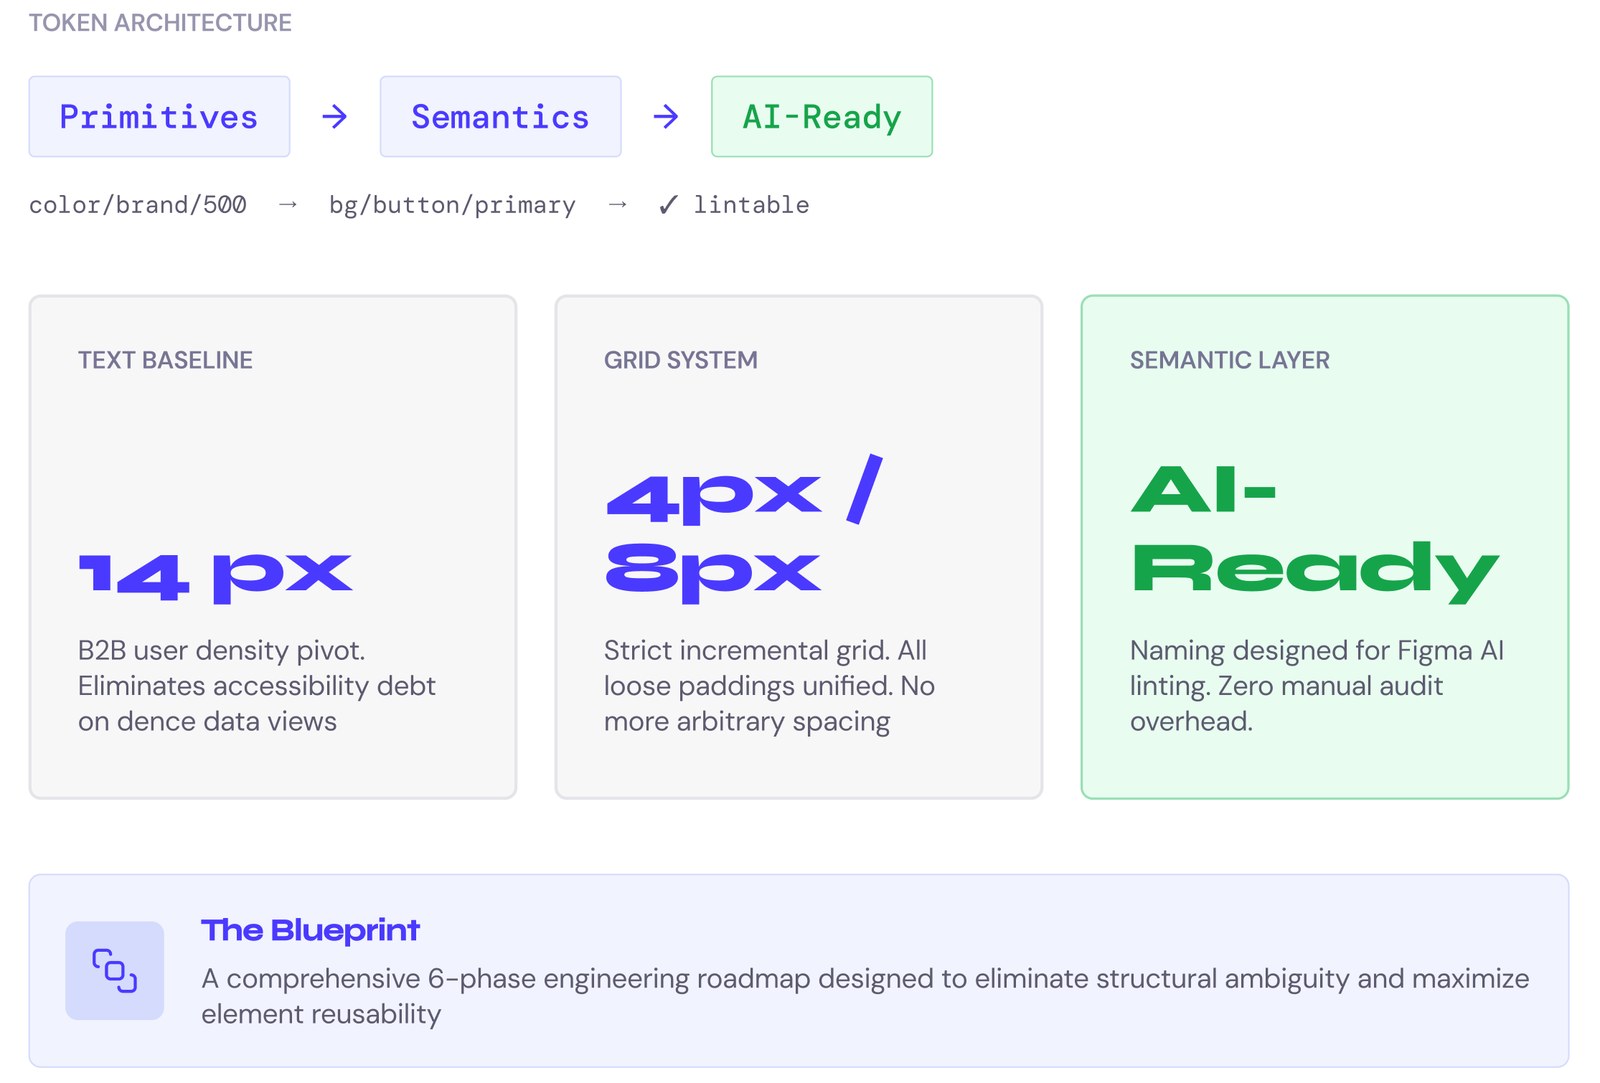 TOKEN ARCHITECTURE
Primitives → Semantics → AI-Ready
color/brand/500 → bg/button/primary → ✓ lintable
TEXT BASELINE
14 px
B2B user density pivot.
Eliminates accessibility debt
on dence data views
GRID SYSTEM
4px /
8px
Strict incremental grid. All
loose paddings unified. No
more arbitrary spacing
SEMANTIC LAYER
AI-
Ready
Naming designed for Figma AI
linting. Zero manual audit
overhead.
The Blueprint
A comprehensive 6-phase engineering roadmap designed to eliminate structural ambiguity and maximize
element reusability